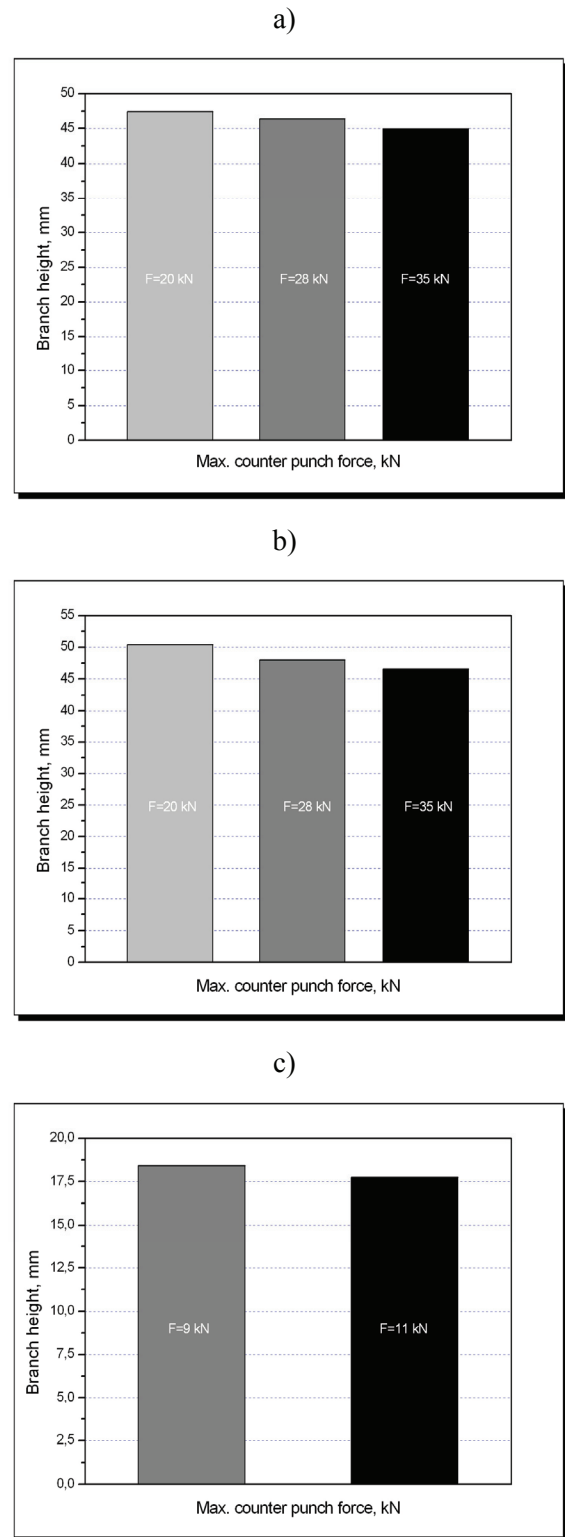 a)
50
45
40
35
30
25
20
15
10
5
0
Branch height, mm
F=20 kN
F=28 kN
F=35 kN
Max. counter punch force, kN
b)
55
50
45
40
35
30
25
20
15
10
5
0
Branch height, mm
F=20 kN
F=28 kN
F=35 kN
Max. counter punch force, kN
c)
20,0
17,5
15,0
12,5
10,0
7,5
5,0
2,5
0,0
Branch height, mm
F=9 kN
F=11 kN
Max. counter punch force, kN